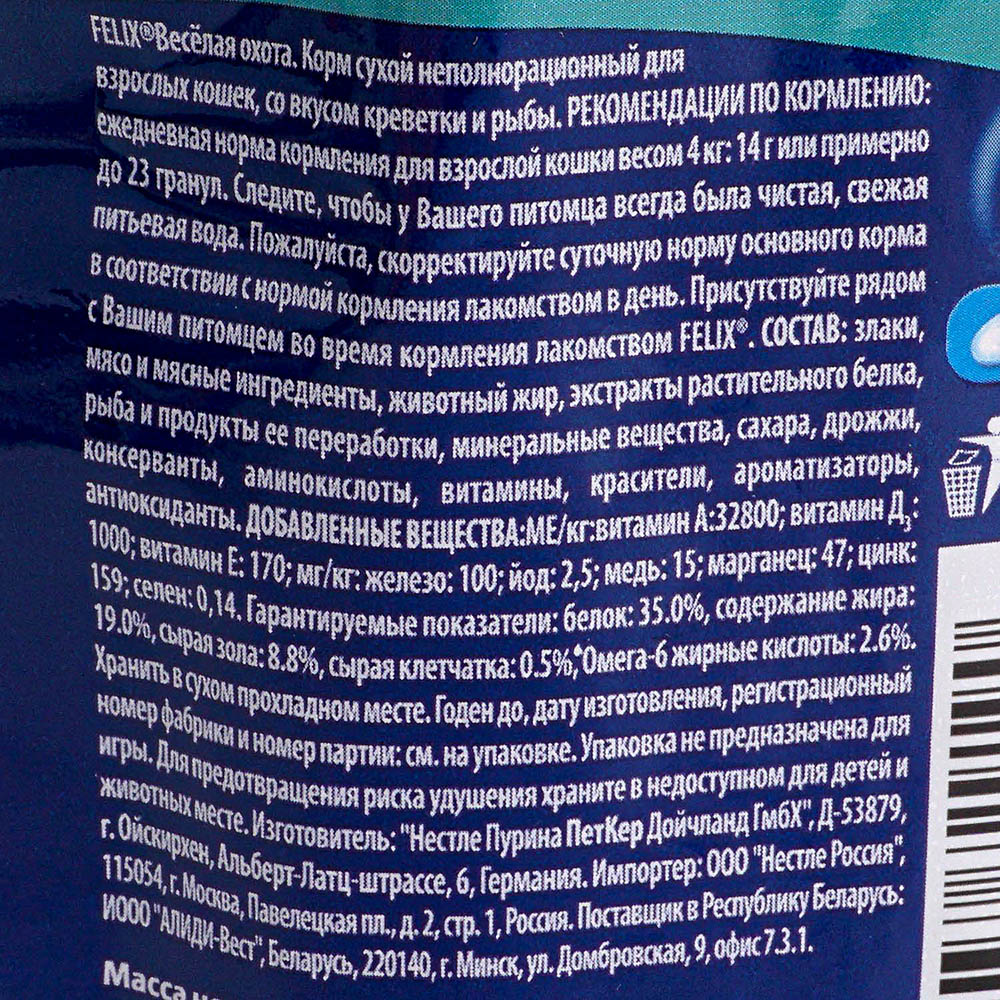 FELIX®Весёлая охота. Корм сухой неполнорационный для
взрослых кошек, со вкусом креветки и рыбы. РЕКОМЕНДАЦИИ ПО КОРМЛЕНИЮ:
ежедневная норма кормления для взрослой кошки весом 4 кг: 14 г или примерно
до 23 гранул. Следите, чтобы у Вашего питомца всегда была чистая, свежая
питьевая вода. Пожалуйста, скорректируйте суточную норму основного корма
в соответствии с нормой кормления лакомством в день. Присутствуйте рядом
с Вашим питомцем во время кормления лакомством FELIX®. СОСТАВ: злаки,
мясо и мясные ингредиенты, животный жир, экстракты растительного белка,
рыба и продукты ее переработки, минеральные вещества, сахара, дрожжи,
консерванты, аминокислоты, витамины, красители, ароматизаторы,
антиоксиданты. ДОБАВЛЕННЫЕ ВЕЩЕСТВА:МЕ/кг:витамин А:32800; витамин Д₃:
1000; витамин Е: 170; мг/кг: железо: 100; йод: 2,5; медь: 15; марганец: 47; цинк:
159; селен: 0,14. Гарантируемые показатели: белок: 35.0%, содержание жира:
19.0%, сырая зола: 8.8%, сырая клетчатка: 0.5%,*Омега-6 жирные кислоты: 2.6%.
Хранить в сухом прохладном месте. Годен до, дату изготовления, регистрационный
номер фабрики и номер партии: см. на упаковке. Упаковка не предназначена для
игры. Для предотвращения риска удушения храните в недоступном для детей и
животных месте. Изготовитель: "Нестле Пурина ПетКер Дойчланд ГмбХ", Д-53879,
г. Ойскирхен, Альберт-Латц-штрассе, 6, Германия. Импортер: ООО "Нестле Россия",
115054, г. Москва, Павелецкая пл., д. 2, стр. 1, Россия. Поставщик в Республику Беларусь:
ИООО "АЛИДИ-Вест", Беларусь, 220140, г. Минск, ул. Домбровская, 9, офис 7.3.1.
Масса